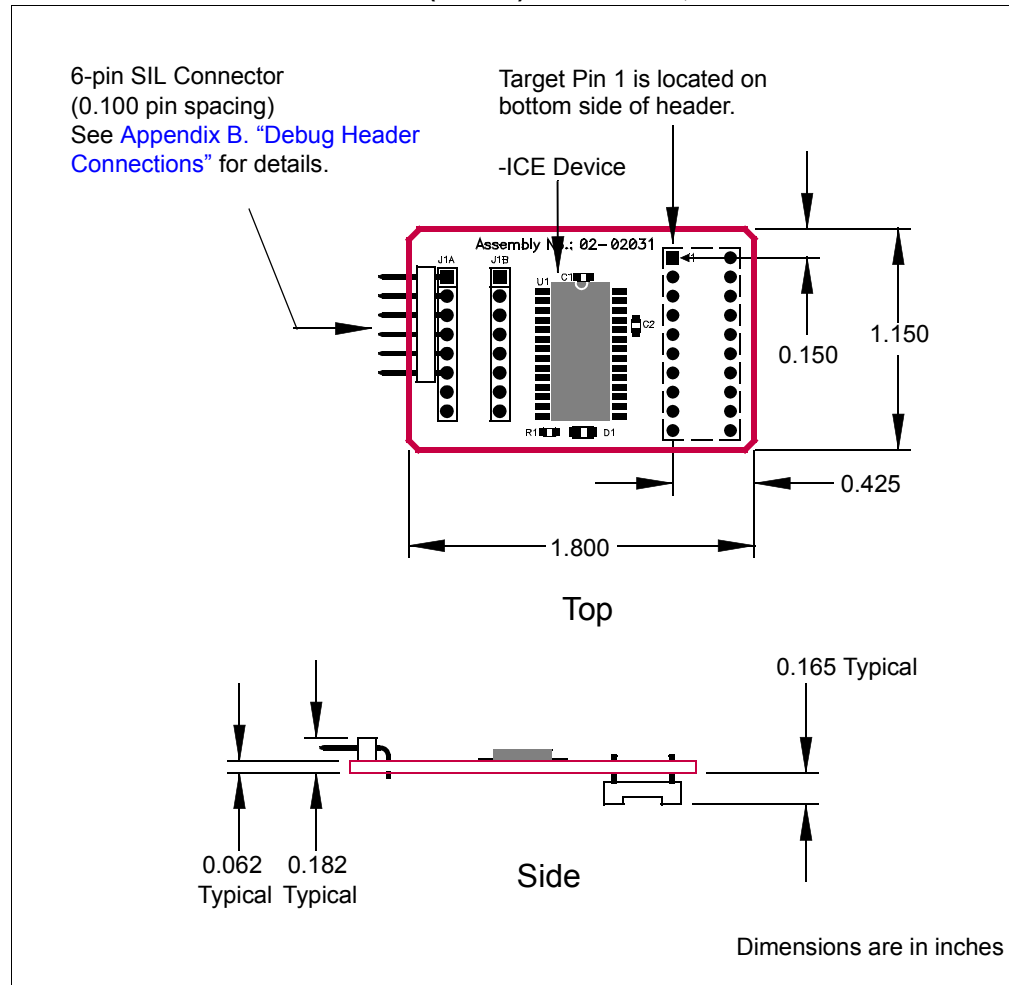 6-pin SIL Connector
(0.100 pin spacing)
See Appendix B. “Debug Header
Connections” for details.
Target Pin 1 is located on
bottom side of header.
-ICE Device
Assembly No.: 02-02031
J1A
J1B
C1
U1
C2
R1
D1
1.150
0.150
0.425
1.800
Top
0.165 Typical
0.062
Typical
0.182
Typical
Side
Dimensions are in inches